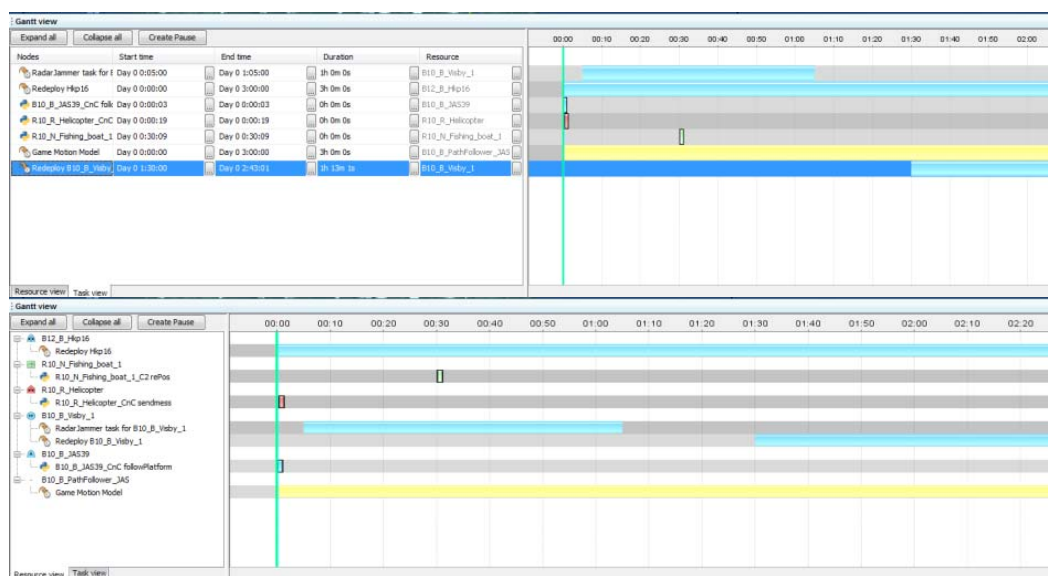 Gantt view
Expand all Collapse all Create Pause
00:00 00:10 00:20 00:30 00:40 00:50 01:00 01:10 01:20 01:30 01:40 01:50 02:00
Nodes Start time End time Duration Resource
RadarJammer task for Day 0 0:05:00 ... Day 0 1:05:00 ... 1h 0m 0s ... B10_B_Visby_1 ...
Redeploy Hkp16 Day 0 0:00:00 ... Day 0 3:00:00 ... 3h 0m 0s ... B12_B_Hkp16 ...
B10_B_JAS39_CnC follc Day 0 0:00:03 ... Day 0 0:00:03 ... 0h 0m 0s ... B10_B_JAS39 ...
R10_R_Helicopter_CnC Day 0 0:00:19 ... Day 0 0:00:19 ... 0h 0m 0s ... R10_R_Helicopter ...
R10_N_Fishing_boat_1 Day 0 0:30:09 ... Day 0 0:30:09 ... 0h 0m 0s ... R10_N_Fishing_boat_1 ...
Game Motion Model Day 0 0:00:00 ... Day 0 3:00:00 ... 3h 0m 0s ... B10_B_PathFollower_JAS ...
Redeploy B10_B_Visby_ Day 0 1:30:00 ... Day 0 2:43:01 ... 1h 13m 1s ... B10_B_Visby_1 ...
Resource view Task view
Gantt view
Expand all Collapse all Create Pause
00:00 00:10 00:20 00:30 00:40 00:50 01:00 01:10 01:20 01:30 01:40 01:50 02:00 02:10 02:20
B12_B_Hkp16
Redeploy Hkp16
R10_N_Fishing_boat_1
R10_N_Fishing_boat_1_C2 rePos
R10_R_Helicopter
R10_R_Helicopter_CnC sendmess
B10_B_Visby_1
RadarJammer task for B10_B_Visby_1
Redeploy B10_B_Visby_1
B10_B_JAS39
B10_B_JAS39_CnC followPlatform
B10_B_PathFollower_JAS
Game Motion Model
Resource view Task view